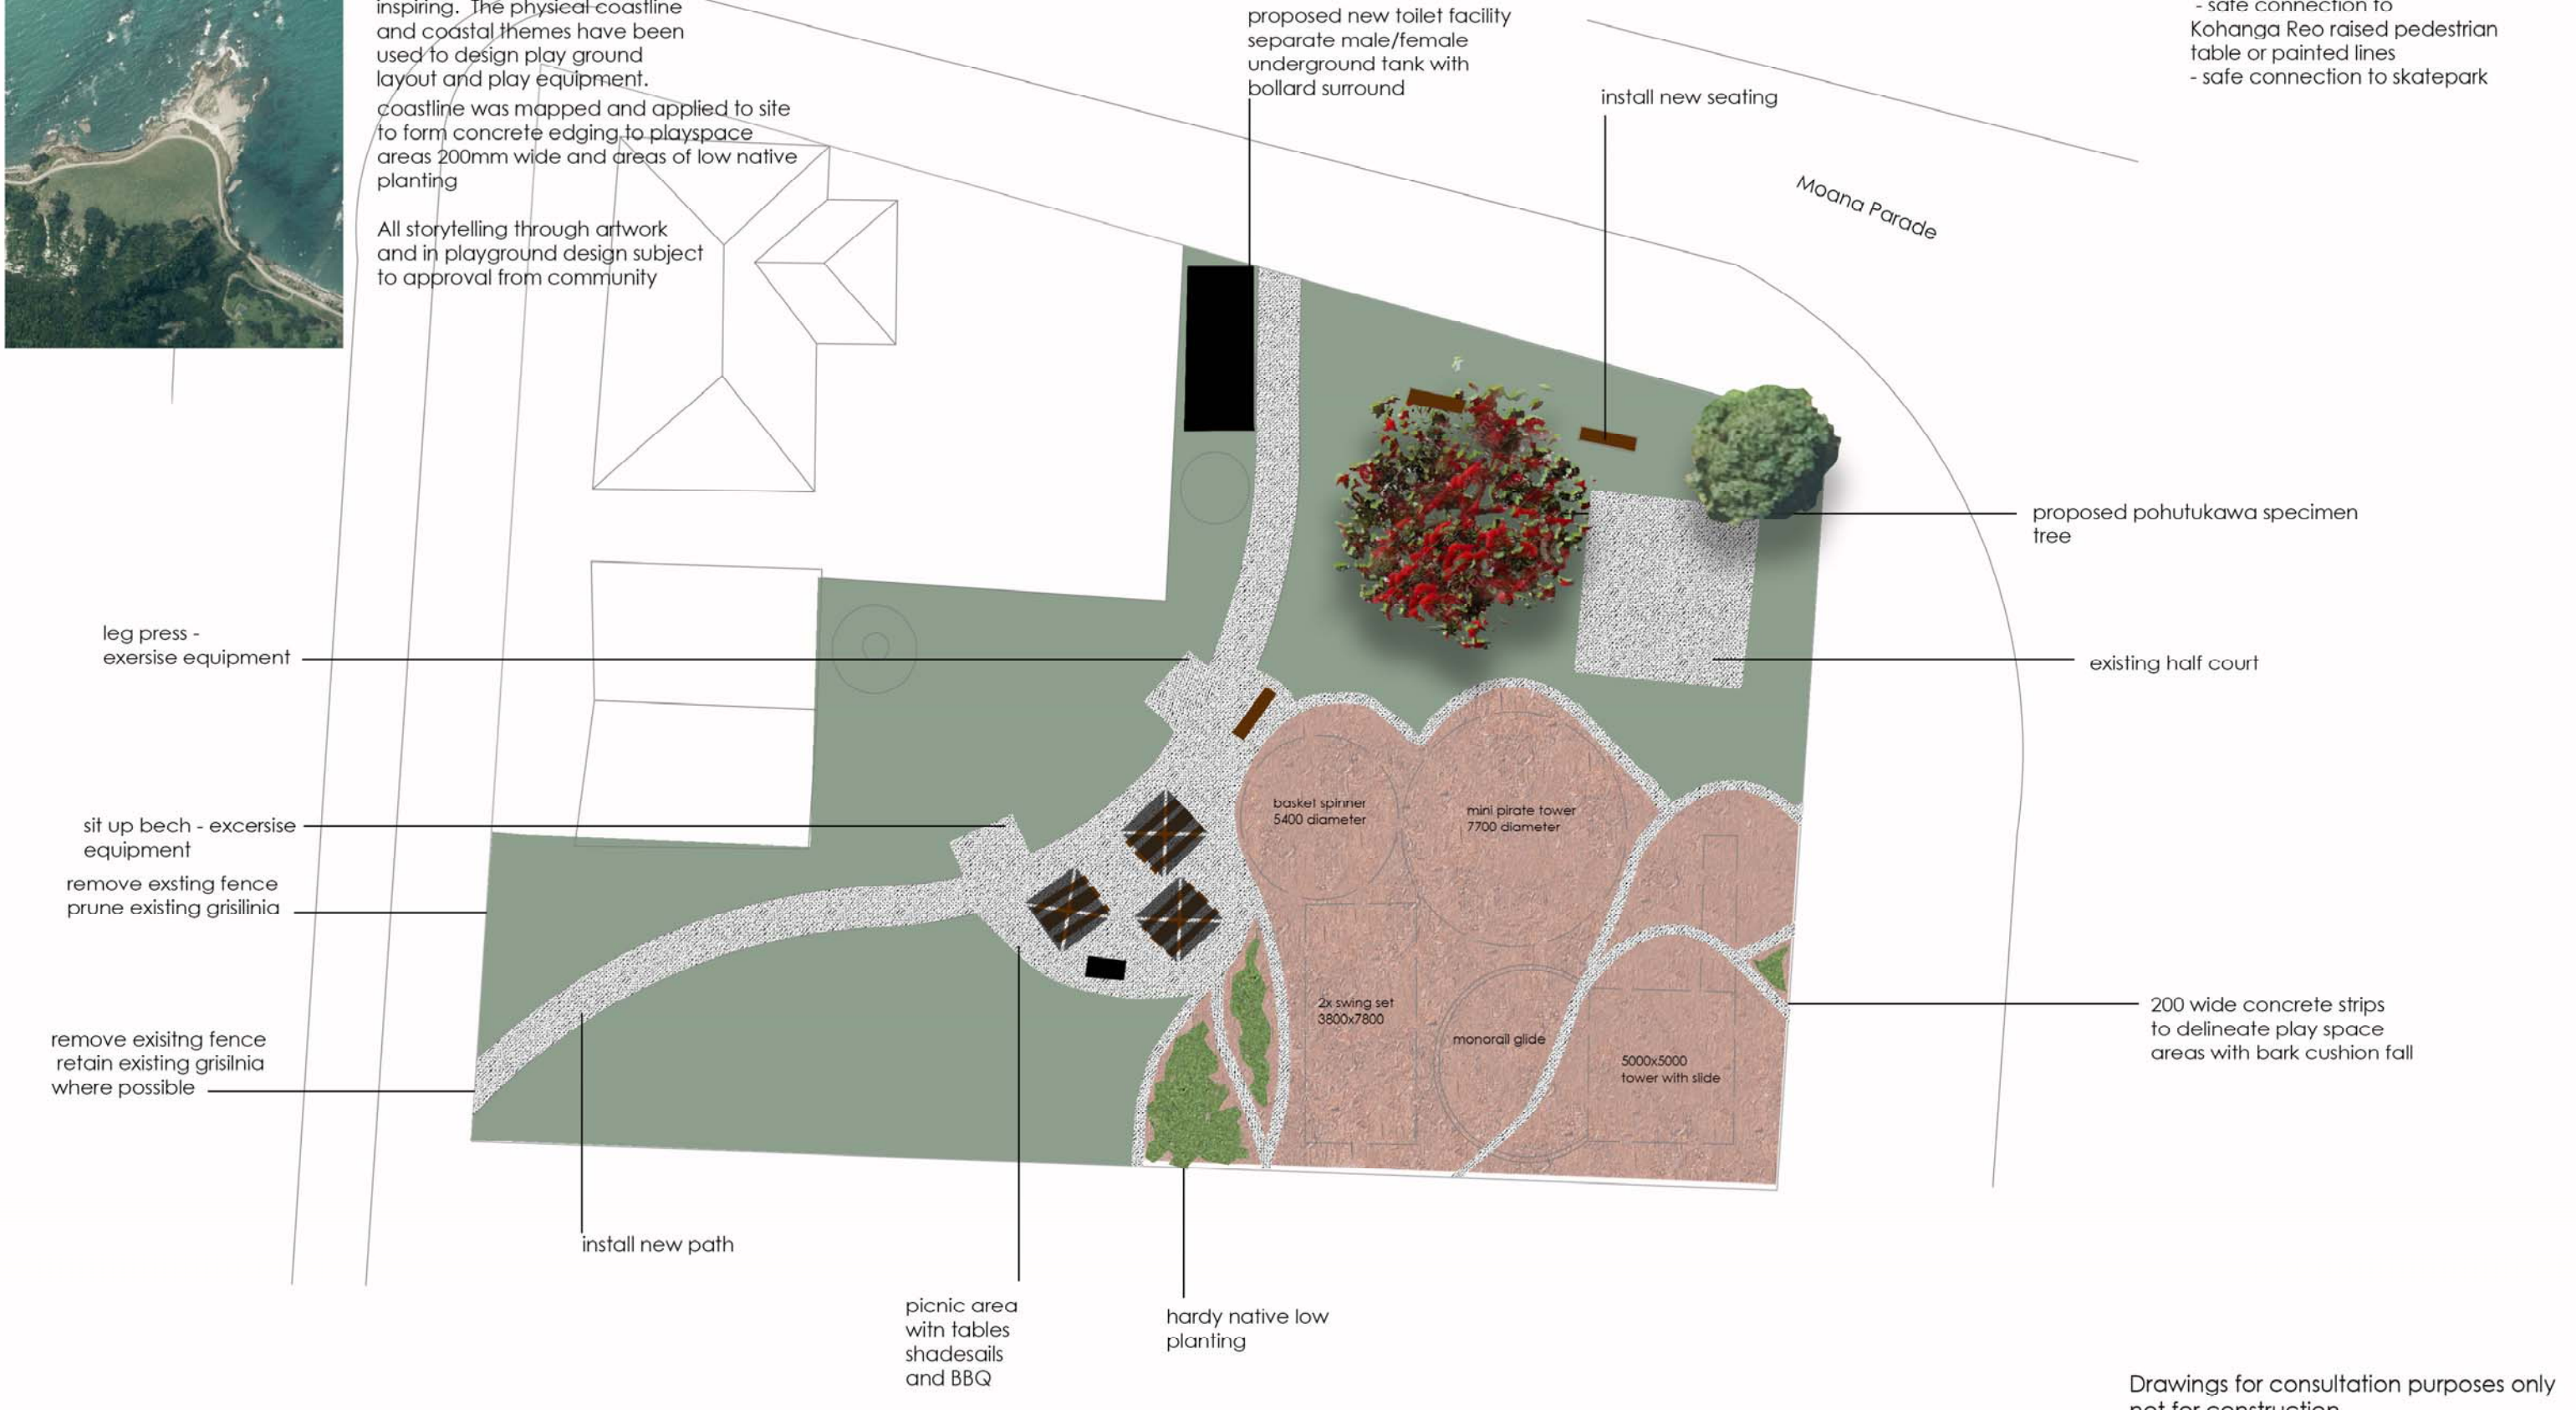 inspiring. The physical coastline
and coastal themes have been
used to design play ground
layout and play equipment.
coastline was mapped and applied to site
to form concrete edging to playspace
areas 200mm wide and areas of low native
planting
All storytelling through artwork
and in playground design subject
to approval from community
proposed new toilet facility
separate male/female
underground tank with
bollard surround
install new seating
- safe connection to
Kohanga Reo raised pedestrian
table or painted lines
- safe connection to skatepark
Moana Parade
proposed pohutukawa specimen
tree
leg press -
exersise equipment
existing half court
sit up bech - excersise
equipment
remove exsting fence
prune existing grisilinia
basket spinner
5400 diameter
mini pirate tower
7700 diameter
2x swing set
3800x7800
monorail glide
5000x5000
tower with slide
200 wide concrete strips
to delineate play space
areas with bark cushion fall
remove exisitng fence
retain existing grisilnia
where possible
install new path
picnic area
witn tables
shadesails
and BBQ
hardy native low
planting
Drawings for consultation purposes only
not for construction